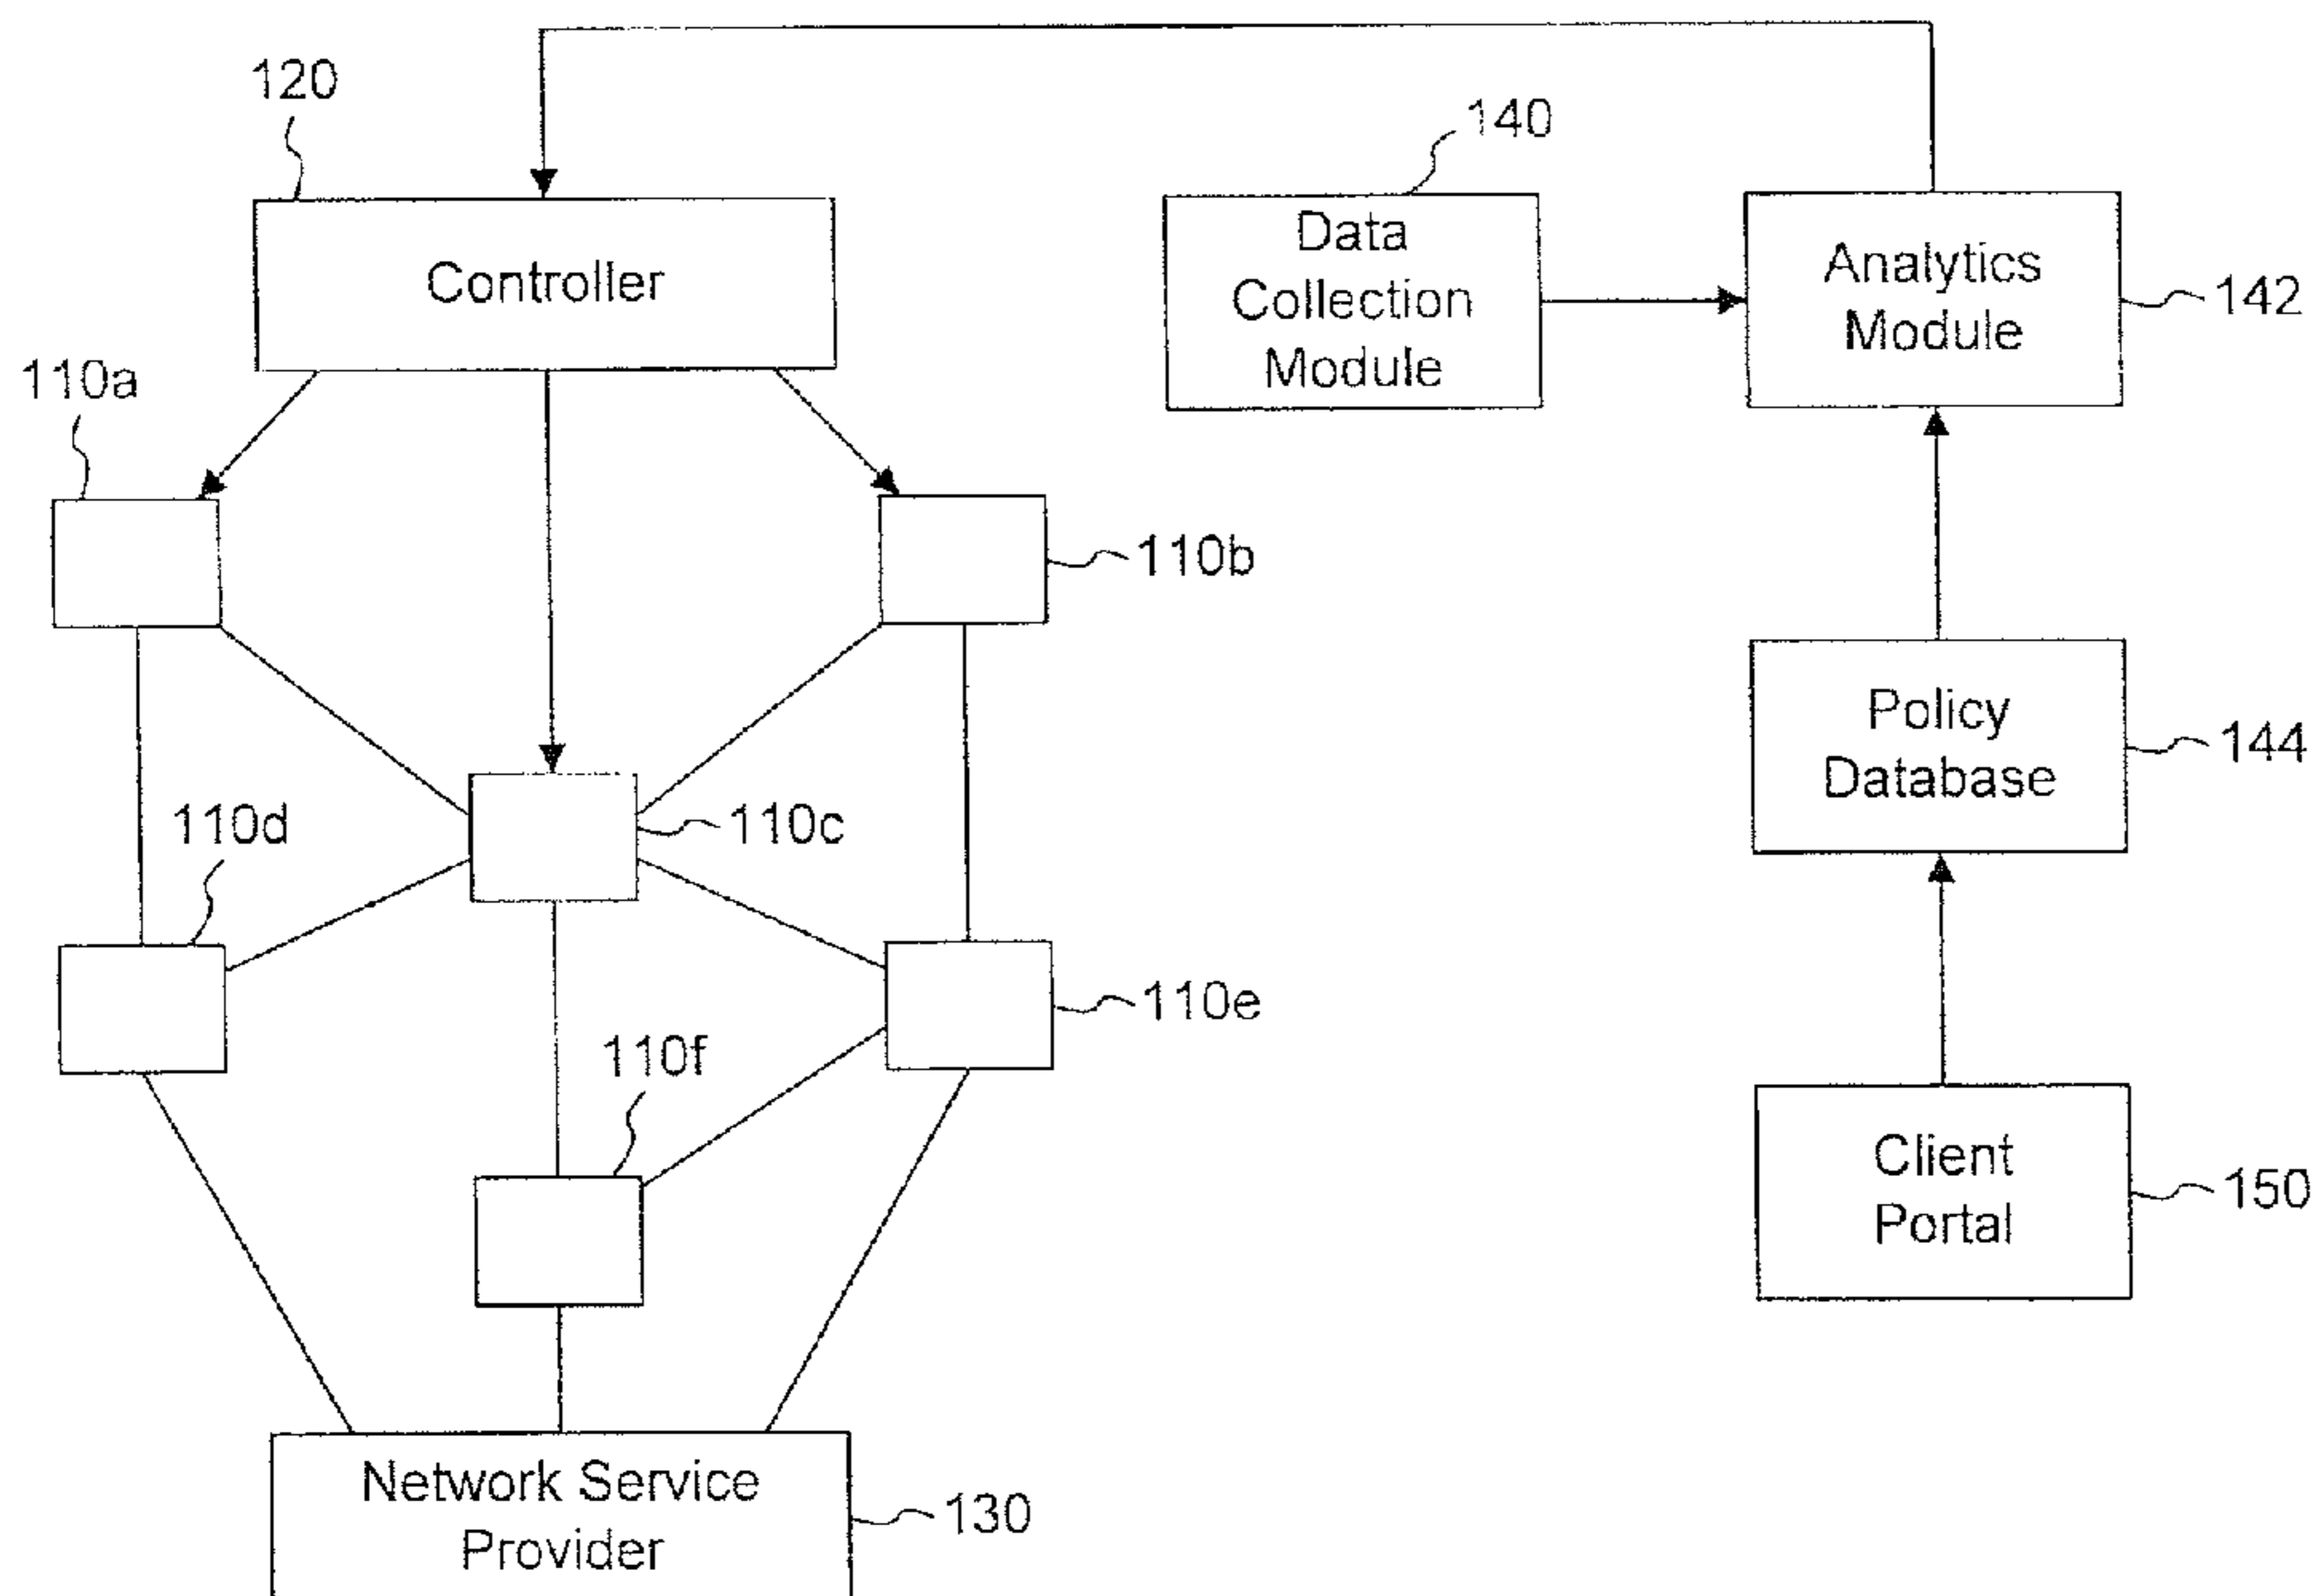 120
140
Controller
Data
Collection
Module
Analytics
Module
142
110a
110b
Policy
Database
144
110d
110c
110e
110f
Client
Portal
150
Network Service
Provider
130